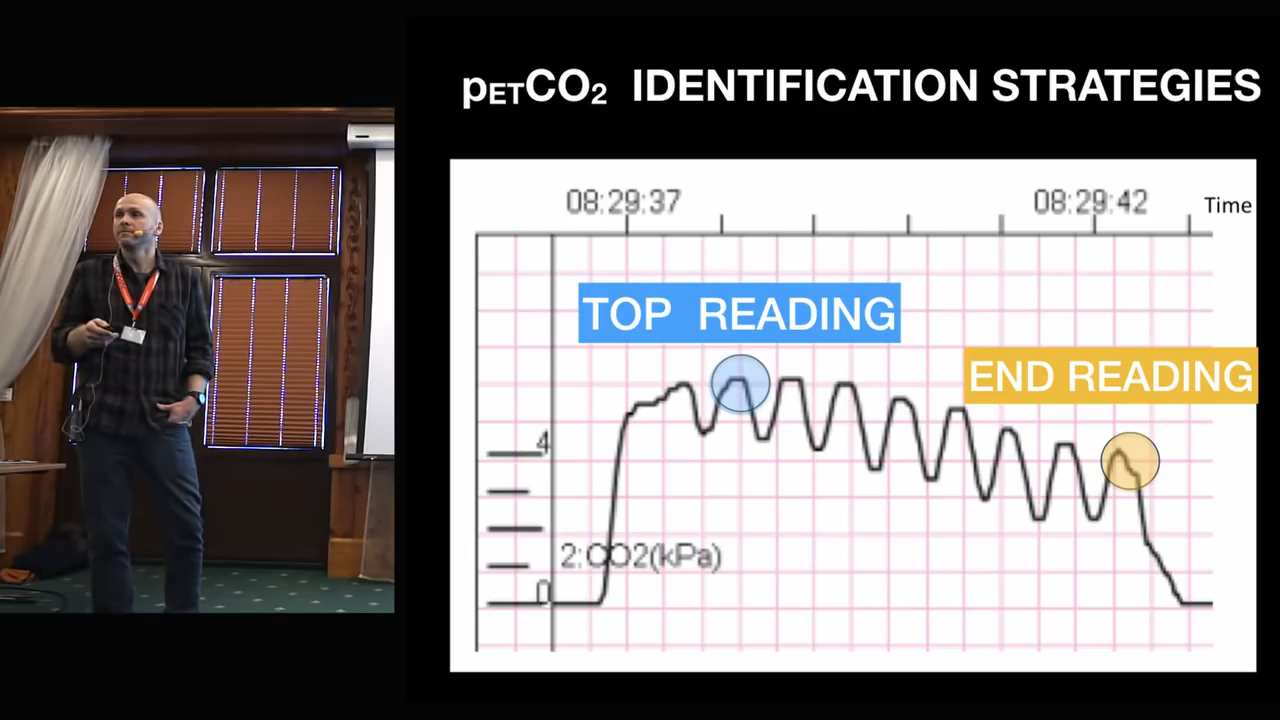 pETCO2 IDENTIFICATION STRATEGIES
08:29:37 08:29:42 Time
TOP READING
END READING
4
2:CO2(kPa)
0